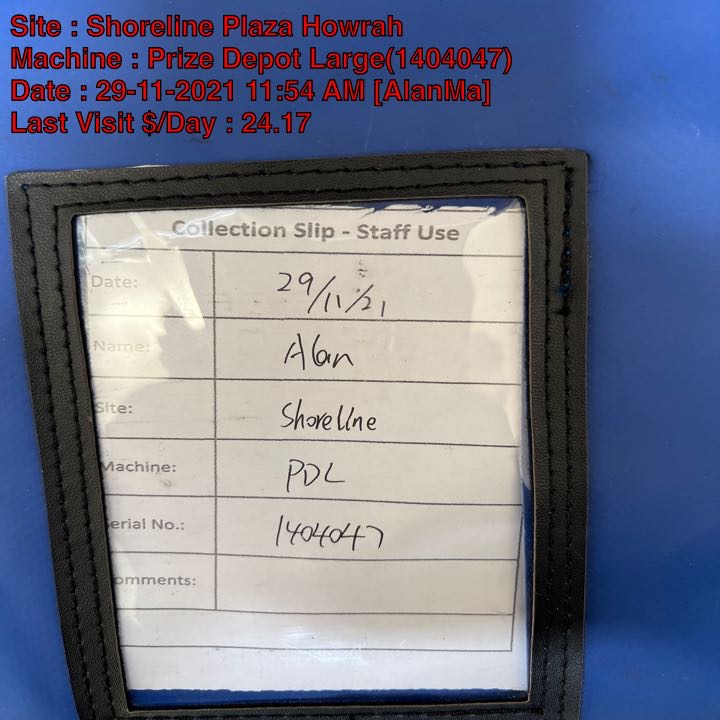 Site : Shoreline Plaza Howrah
Machine : Prize Depot Large(1404047)
Date : 29-11-2021 11:54 AM [AlanMa]
Last Visit $/Day : 24.17
Collection Slip - Staff Use
Date: 29/11/21
Name: Alan
Site: Shoreline
Machine: PDL
erial No.: 1404047
omments: